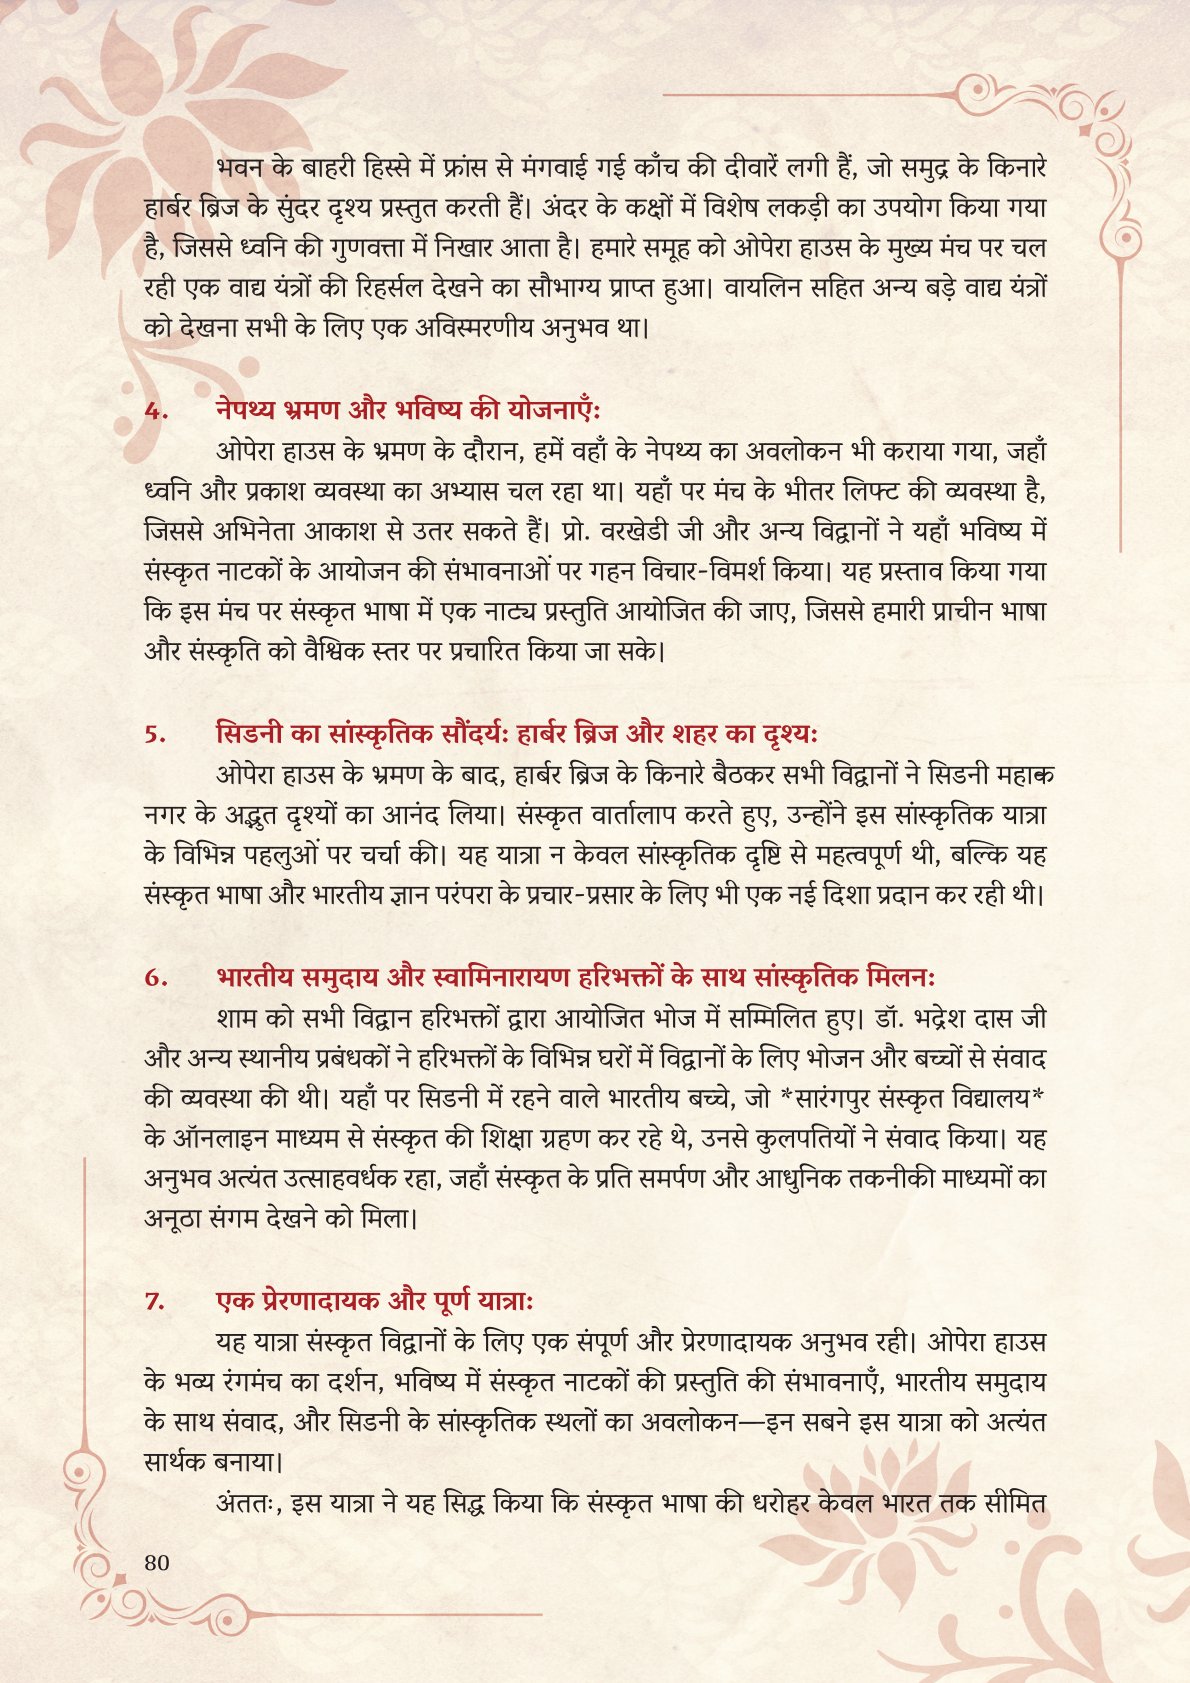 भवन के बाहरी हिस्से में फ्रांस से मंगवाई गई काँच की दीवारें लगी हैं, जो समुद्र के किनारे
हार्बर ब्रिज के सुंदर दृश्य प्रस्तुत करती हैं। अंदर के कक्षों में विशेष लकड़ी का उपयोग किया गया
है, जिससे ध्वनि की गुणवत्ता में निखार आता है। हमारे समूह को ओपेरा हाउस के मुख्य मंच पर चल
रही एक वाद्य यंत्रों की रिहर्सल देखने का सौभाग्य प्राप्त हुआ। वायलिन सहित अन्य बड़े वाद्य यंत्रों
को देखना सभी के लिए एक अविस्मरणीय अनुभव था।
4. नेपथ्य भ्रमण और भविष्य की योजनाएँः
ओपेरा हाउस के भ्रमण के दौरान, हमें वहाँ के नेपथ्य का अवलोकन भी कराया गया, जहाँ
ध्वनि और प्रकाश व्यवस्था का अभ्यास चल रहा था। यहाँ पर मंच के भीतर लिफ्ट की व्यवस्था है,
जिससे अभिनेता आकाश से उतर सकते हैं। प्रो. वरखेडी जी और अन्य विद्वानों ने यहाँ भविष्य में
संस्कृत नाटकों के आयोजन की संभावनाओं पर गहन विचार-विमर्श किया। यह प्रस्ताव किया गया
कि इस मंच पर संस्कृत भाषा में एक नाट्य प्रस्तुति आयोजित की जाए, जिससे हमारी प्राचीन भाषा
और संस्कृति को वैश्विक स्तर पर प्रचारित किया जा सके।
5. सिडनी का सांस्कृतिक सौंदर्यः हार्बर ब्रिज और शहर का दृश्यः
ओपेरा हाउस के भ्रमण के बाद, हार्बर ब्रिज के किनारे बैठकर सभी विद्वानों ने सिडनी
नगर के अद्भुत दृश्यों का आनंद लिया। संस्कृत वार्तालाप करते हुए, उन्होंने इस सांस्कृतिक यात्रा
के विभिन्न पहलुओं पर चर्चा की। यह यात्रा न केवल सांस्कृतिक दृष्टि से महत्वपूर्ण थी, बल्कि यह
संस्कृत भाषा और भारतीय ज्ञान परंपरा के प्रचार-प्रसार के लिए भी एक नई दिशा प्रदान कर रही थी।
6. भारतीय समुदाय और स्वामिनारायण हरिभक्तों के साथ सांस्कृतिक मिलनः
शाम को सभी विद्वान हरिभक्तों द्वारा आयोजित भोज में सम्मिलित हुए। डॉ. भद्रेश दास जी
और अन्य स्थानीय प्रबंधकों ने हरिभक्तों के विभिन्न घरों में विद्वानों के लिए भोजन और बच्चों से संवाद
की व्यवस्था की थी। यहाँ पर सिडनी में रहने वाले भारतीय बच्चे, जो *सारंगपुर संस्कृत विद्यालय*
के ऑनलाइन माध्यम से संस्कृत की शिक्षा ग्रहण कर रहे थे, उनसे कुलपतियों ने संवाद किया। यह
अनुभव अत्यंत उत्साहवर्धक रहा, जहाँ संस्कृत के प्रति समर्पण और आधुनिक तकनीकी माध्यमों का
अनूठा संगम देखने को मिला।
7. एक प्रेरणादायक और पूर्ण यात्राः
यह यात्रा संस्कृत विद्वानों के लिए एक संपूर्ण और प्रेरणादायक अनुभव रही। ओपेरा हाउस
के भव्य रंगमंच का दर्शन, भविष्य में संस्कृत नाटकों की प्रस्तुति की संभावनाएँ, भारतीय समुदाय
के साथ संवाद, और सिडनी के सांस्कृतिक स्थलों का अवलोकन—इन सबने इस यात्रा को अत्यंत
सार्थक बनाया।
अंततः, इस यात्रा ने यह सिद्ध किया कि संस्कृत भाषा की धरोहर केवल भारत तक सीमित
80